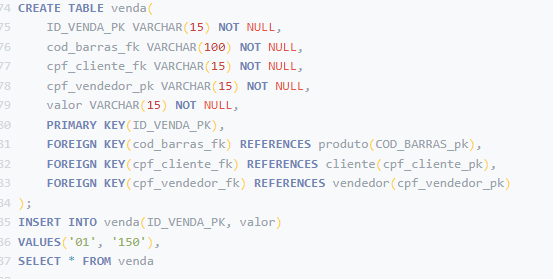 74 CREATE TABLE venda(
75 ID_VENDA_PK VARCHAR(15) NOT NULL,
76 cod_barras_fk VARCHAR(100) NOT NULL,
77 cpf_cliente_fk VARCHAR(15) NOT NULL,
78 cpf_vendedor_pk VARCHAR(15) NOT NULL,
79 valor VARCHAR(15) NOT NULL,
80 PRIMARY KEY(ID_VENDA_PK),
81 FOREIGN KEY(cod_barras_fk) REFERENCES produto(COD_BARRAS_pk),
82 FOREIGN KEY(cpf_cliente_fk) REFERENCES cliente(cpf_cliente_pk),
83 FOREIGN KEY(cpf_vendedor_fk) REFERENCES vendedor(cpf_vendedor_pk)
84 );
85 INSERT INTO venda(ID_VENDA_PK, valor)
86 VALUES('01', '150'),
87 SELECT * FROM venda